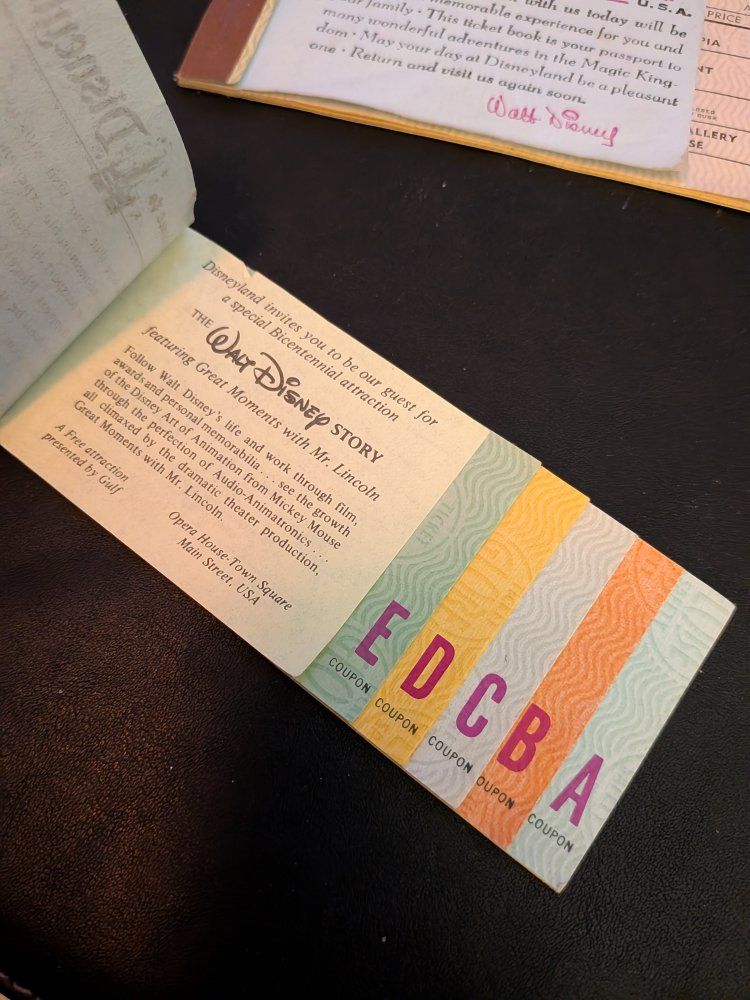 with us today will be
U.S.A.
memorable experience for you and
your family • This ticket book is your passport to
many wonderful adventures in the Magic King-
dom • May your day at Disneyland be a pleasant
one • Return and visit us again soon.
Walt Disney
PRICE
Disneyland invites you to be our guest for
a special Bicentennial attraction
THE WALT DISNEY STORY
featuring Great Moments with Mr. Lincoln
Follow Walt Disney's life and work through film,
awards and personal memorabilia . . . see the growth
of the Disney Art of Animation from Mickey Mouse
through the perfection of Audio-Animatronics . . .
all climaxed by the dramatic theater production,
Great Moments with Mr. Lincoln.
A Free attraction
presented by Gulf
Opera House-Town Square
Main Street, USA
E
COUPON
D
COUPON
C
COUPON
B
OUPON
A
COUPON